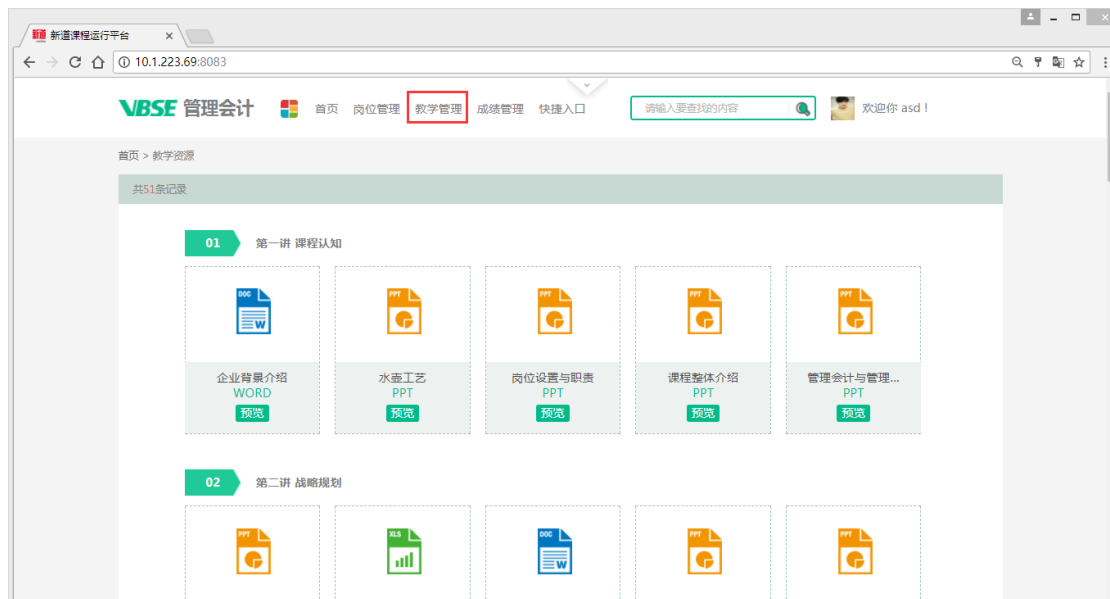 新道 新道课程运行平台
10.1.223.69:8083
VBSE 管理会计 首页 岗位管理 教学管理 成绩管理 快捷入口 请输入要查找的内容 欢迎你 asd !
首页 > 教学资源
共51条记录
01 第一讲 课程认知
DOC W PPT PPT PPT PPT
企业背景介绍 水壶工艺 岗位设置与职责 课程整体介绍 管理会计与管理...
WORD PPT PPT PPT PPT
预览 预览 预览 预览 预览
02 第二讲 战略规划
PPT XLS DOC W PPT PPT